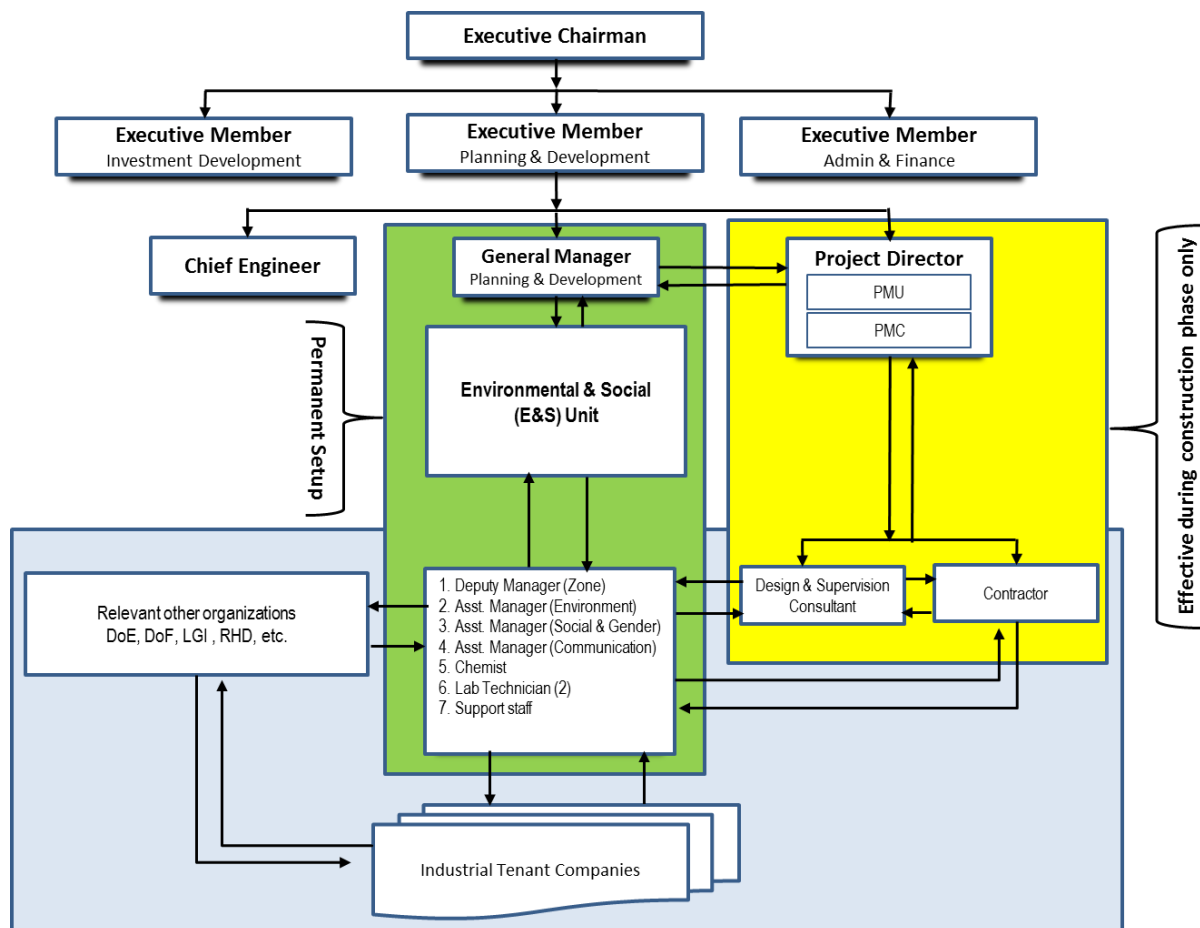 Executive Chairman
Executive Member
Investment Development
Executive Member
Planning & Development
Executive Member
Admin & Finance
Chief Engineer
General Manager
Planning & Development
Project Director
PMU
PMC
Permanent Setup
Effective during construction phase only
Environmental & Social
(E&S) Unit
Relevant other organizations
DoE, DoF, LGI , RHD, etc.
1. Deputy Manager (Zone)
2. Asst. Manager (Environment)
3. Asst. Manager (Social & Gender)
4. Asst. Manager (Communication)
5. Chemist
6. Lab Technician (2)
7. Support staff
Design & Supervision
Consultant
Contractor
Industrial Tenant Companies